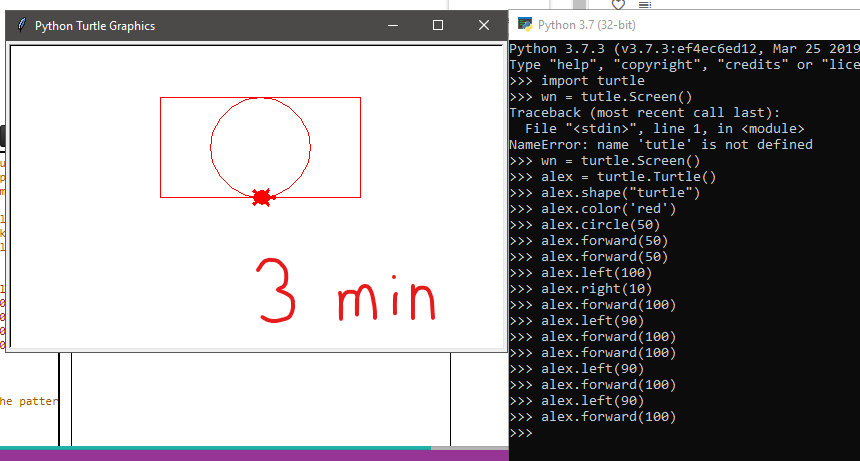 Python Turtle Graphics
3 min
he patter
Python 3.7 (32-bit)
Python 3.7.3 (v3.7.3:ef4ec6ed12, Mar 25 2019
Type "help", "copyright", "credits" or "lice
>>> import turtle
>>> wn = tutle.Screen()
Traceback (most recent call last):
  File "<stdin>", line 1, in <module>
NameError: name 'tutle' is not defined
>>> wn = turtle.Screen()
>>> alex = turtle.Turtle()
>>> alex.shape("turtle")
>>> alex.color('red')
>>> alex.circle(50)
>>> alex.forward(50)
>>> alex.forward(50)
>>> alex.left(100)
>>> alex.right(10)
>>> alex.forward(100)
>>> alex.left(90)
>>> alex.forward(100)
>>> alex.forward(100)
>>> alex.left(90)
>>> alex.forward(100)
>>> alex.left(90)
>>> alex.forward(100)
>>>